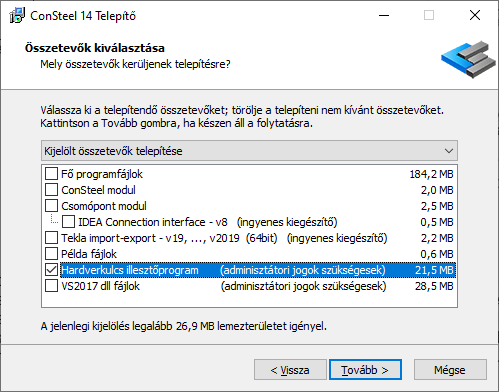 ConSteel 14 Telepítő
Összetevők kiválasztása
Mely összetevők kerüljenek telepítésre?
Válassza ki a telepítendő összetevőket; törölje a telepíteni nem kívánt összetevőket.
Kattintson a Tovább gombra, ha készen áll a folytatásra.
Kijelölt összetevők telepítése
Fő programfájlok 184,2 MB
ConSteel modul 2,0 MB
Csomópont modul 2,5 MB
IDEA Connection interface - v8 (ingyenes kiegészítő) 0,5 MB
Tekla import-export - v19, ..., v2019 (64bit) (ingyenes kiegészítő) 2,2 MB
Példa fájlok 0,6 MB
Hardverkulcs illesztőprogram (adminisztátori jogok szükségesek) 21,5 MB
VS2017 dll fájlok (adminisztátori jogok szükségesek) 28,5 MB
A jelenlegi kijelölés legalább 26,9 MB lemezterületet igényel.
< Vissza
Tovább >
Mégse